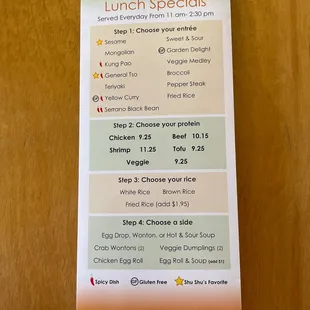 Lunch Specials
Served Everyday From 11 am- 2:30 pm
Step 1: Choose your entrée
Sesame
Mongolian
Kung Pao
General Tso
Teriyaki
Yellow Curry
Serrano Black Bean
Sweet & Sour
Garden Delight
Veggie Medley
Broccoli
Pepper Steak
Fried Rice
Step 2: Choose your protein
Chicken 9.25 Beef 10.15
Shrimp 11.25 Tofu 9.25
Veggie 9.25
Step 3: Choose your rice
White Rice Brown Rice
Fried Rice (add $1.95)
Step 4: Choose a side
Egg Drop, Wonton, or Hot & Sour Soup
Crab Wontons (2) Veggie Dumplings (2)
Chicken Egg Roll Egg Roll & Soup (add $1)
Spicy Dish GF Gluten Free Shu Shu's Favorite